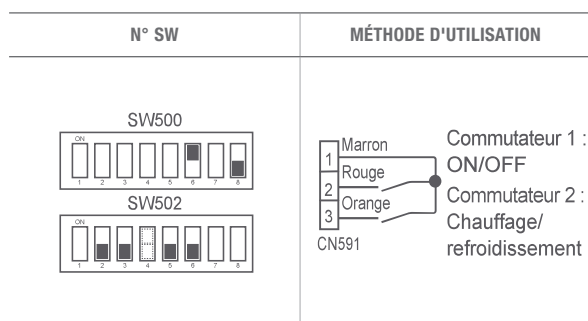 N° SW
MÉTHODE D'UTILISATION
SW500
ON
1 2 3 4 5 6 7 8
SW502
ON
1 2 3 4 5 6 7 8
1 Marron
2 Rouge
3 Orange
CN591
Commutateur 1 :
ON/OFF
Commutateur 2 :
Chauffage/
refroidissement